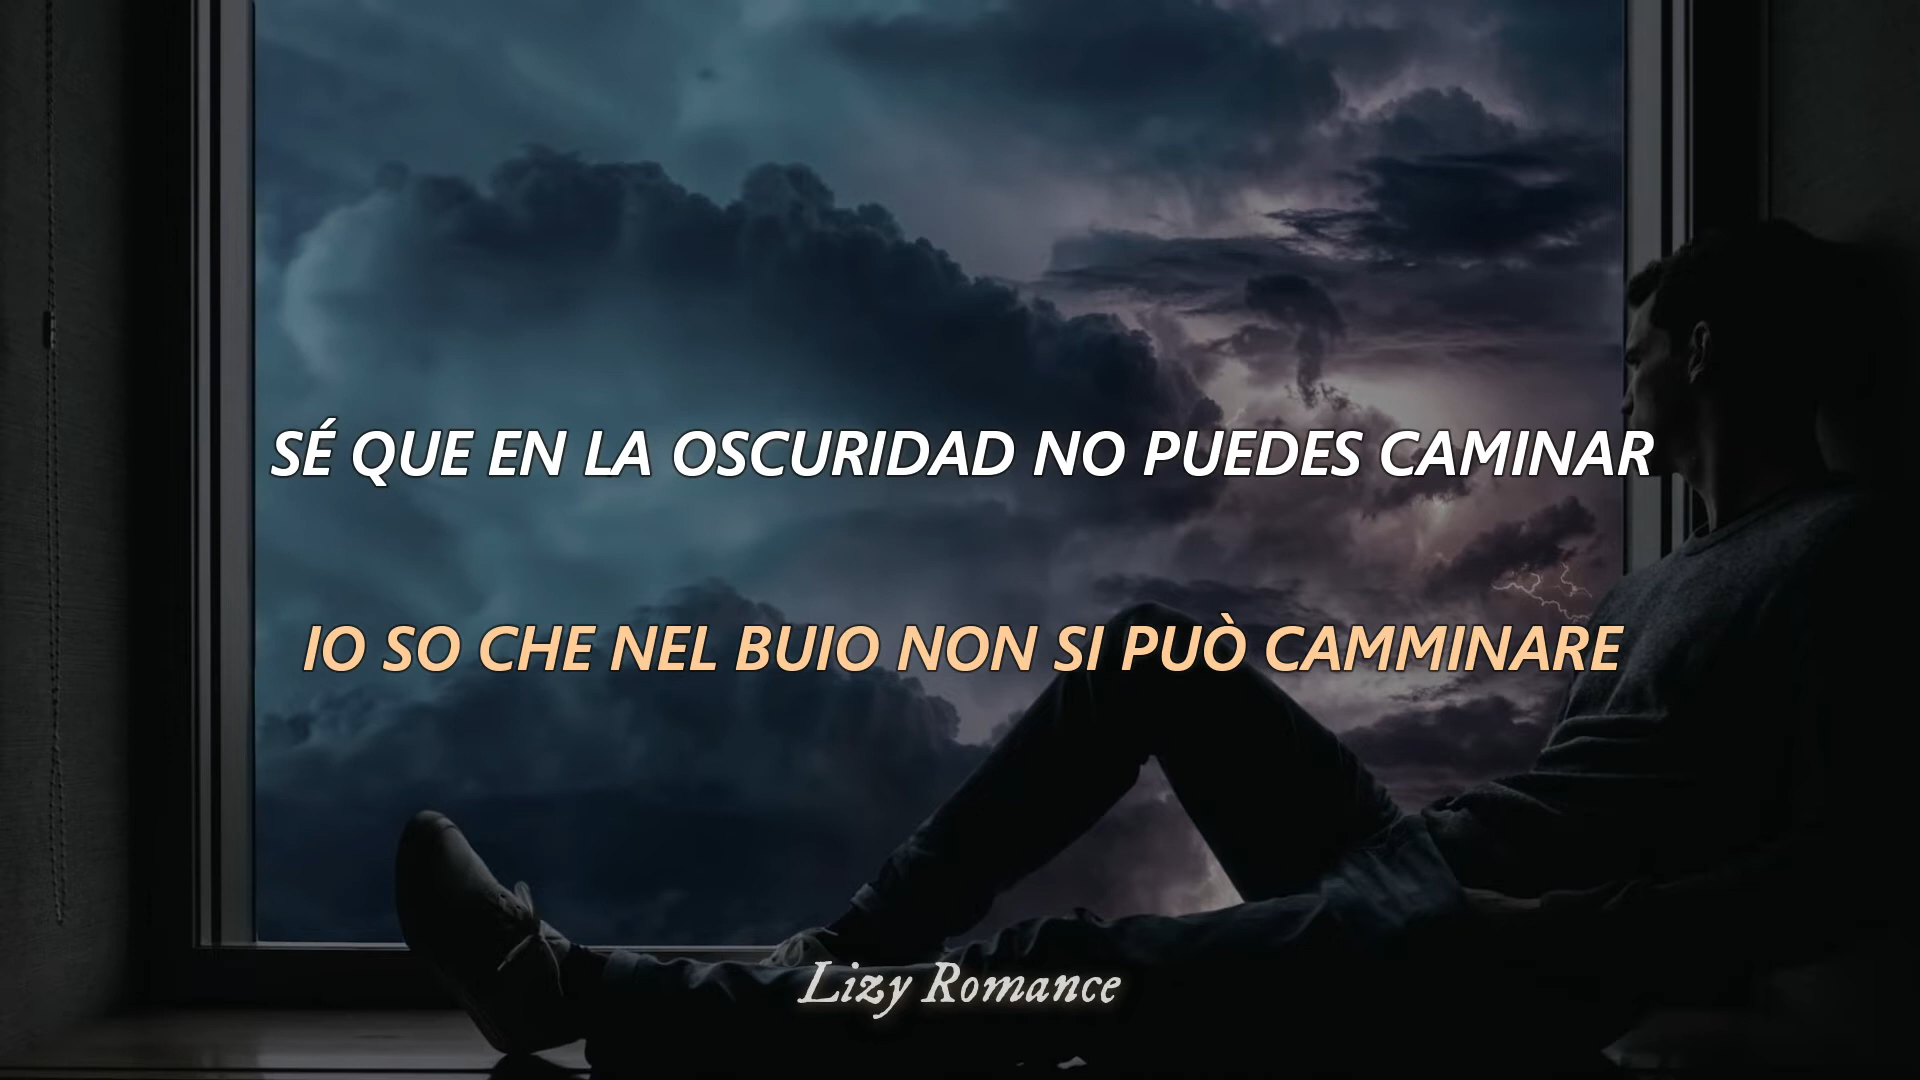 SÉ QUE EN LA OSCURIDAD NO PUEDES CAMINAR
IO SO CHE NEL BUIO NON SI PUÒ CAMMINARE
Lizy Romance